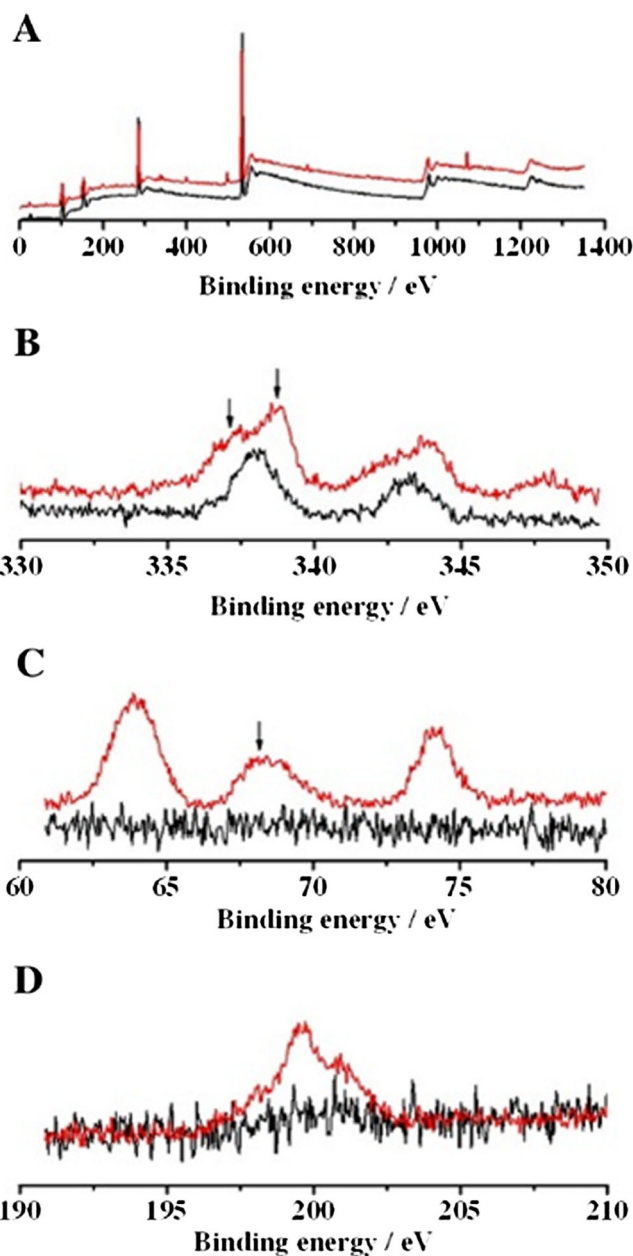 A
0 200 400 600 800 1000 1200 1400
Binding energy / eV
B
330 335 340 345 350
Binding energy / eV
C
60 65 70 75 80
Binding energy / eV
D
190 195 200 205 210
Binding energy / eV